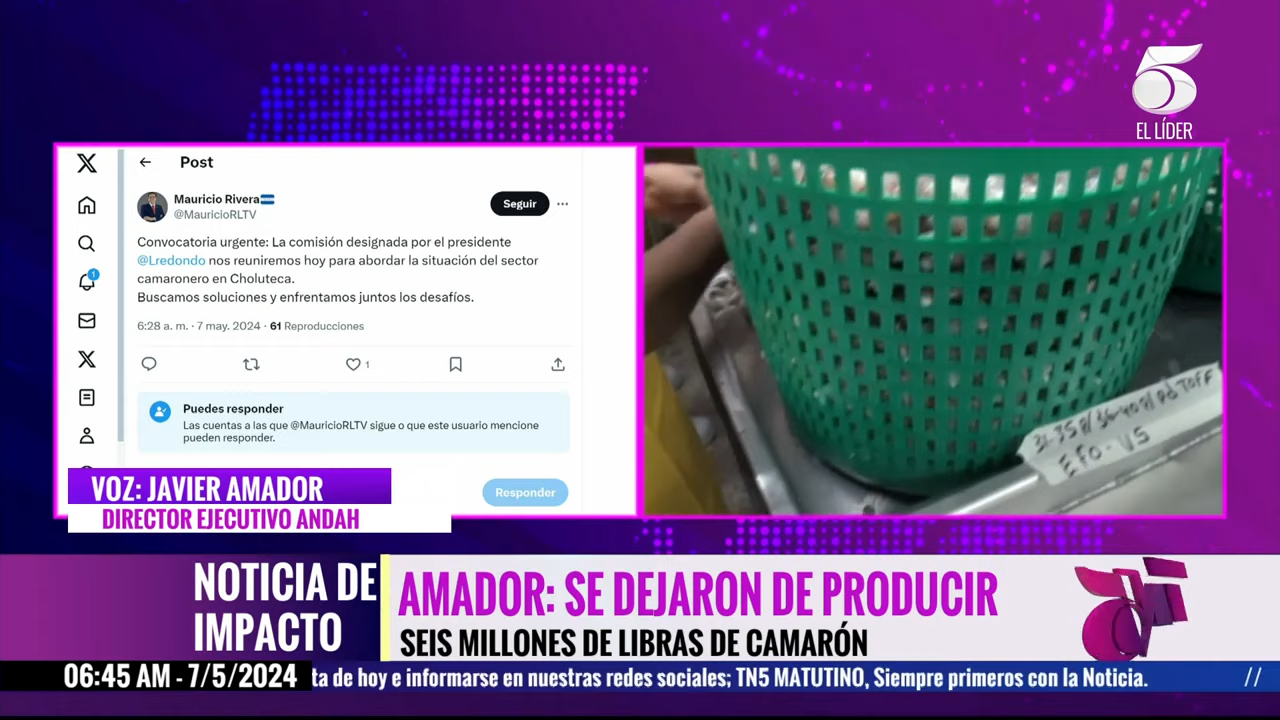 5
EL LÍDER
X
Post
Mauricio Rivera
@MauricioRLTV
Seguir
Convocatoria urgente: La comisión designada por el presidente
@Lredondo nos reuniremos hoy para abordar la situación del sector
camaronero en Choluteca.
Buscamos soluciones y enfrentamos juntos los desafíos.
6:28 a. m. · 7 may. 2024 · 61 Reproducciones
1
1
Puedes responder
Las cuentas a las que @MauricioRLTV sigue o que este usuario mencione
pueden responder.
Responder
VOZ: JAVIER AMADOR
DIRECTOR EJECUTIVO ANDAH
NOTICIA DE
IMPACTO
AMADOR: SE DEJARON DE PRODUCIR
SEIS MILLONES DE LIBRAS DE CAMARÓN
06:45 AM - 7/5/2024
ta de hoy e informarse en nuestras redes sociales; TN5 MATUTINO, Siempre primeros con la Noticia. //